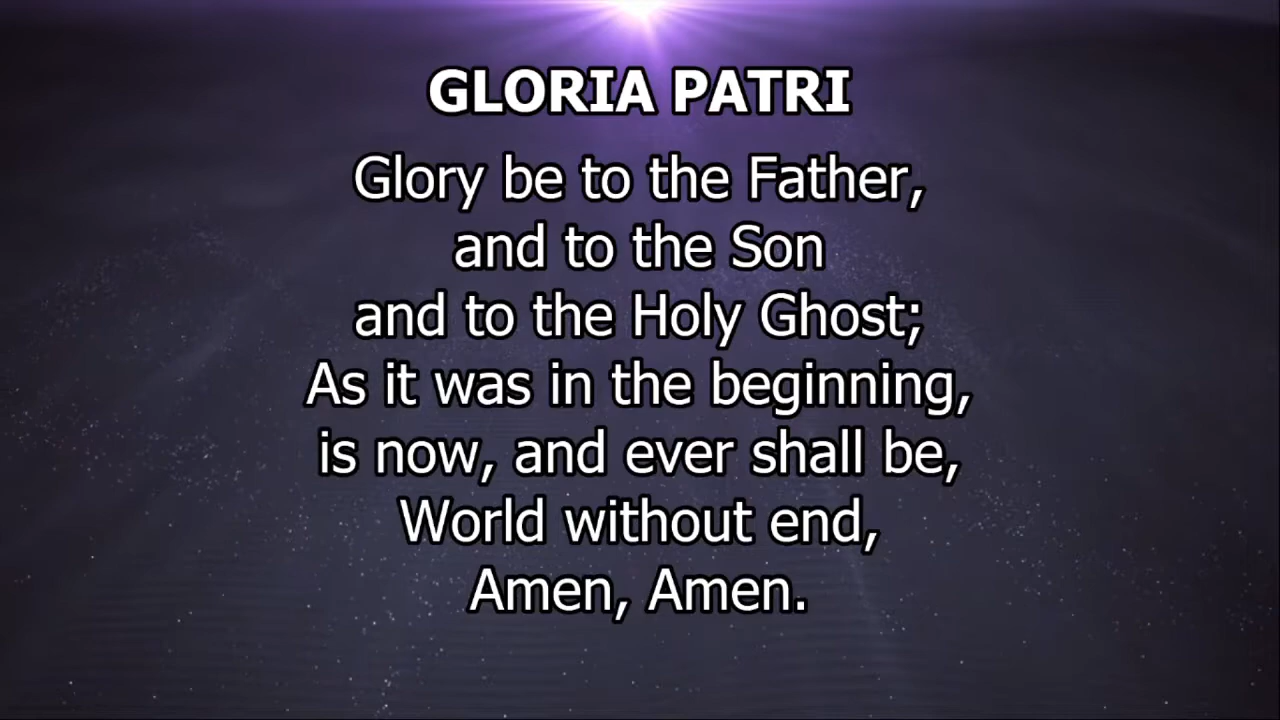 GLORIA PATRI
Glory be to the Father,
and to the Son
and to the Holy Ghost;
As it was in the beginning,
is now, and ever shall be,
World without end,
Amen, Amen.